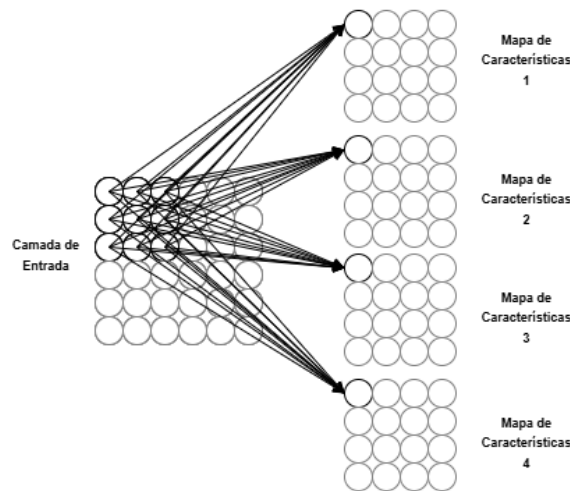 Mapa de
Características
1
Mapa de
Características
2
Camada de
Entrada
Mapa de
Características
3
Mapa de
Características
4